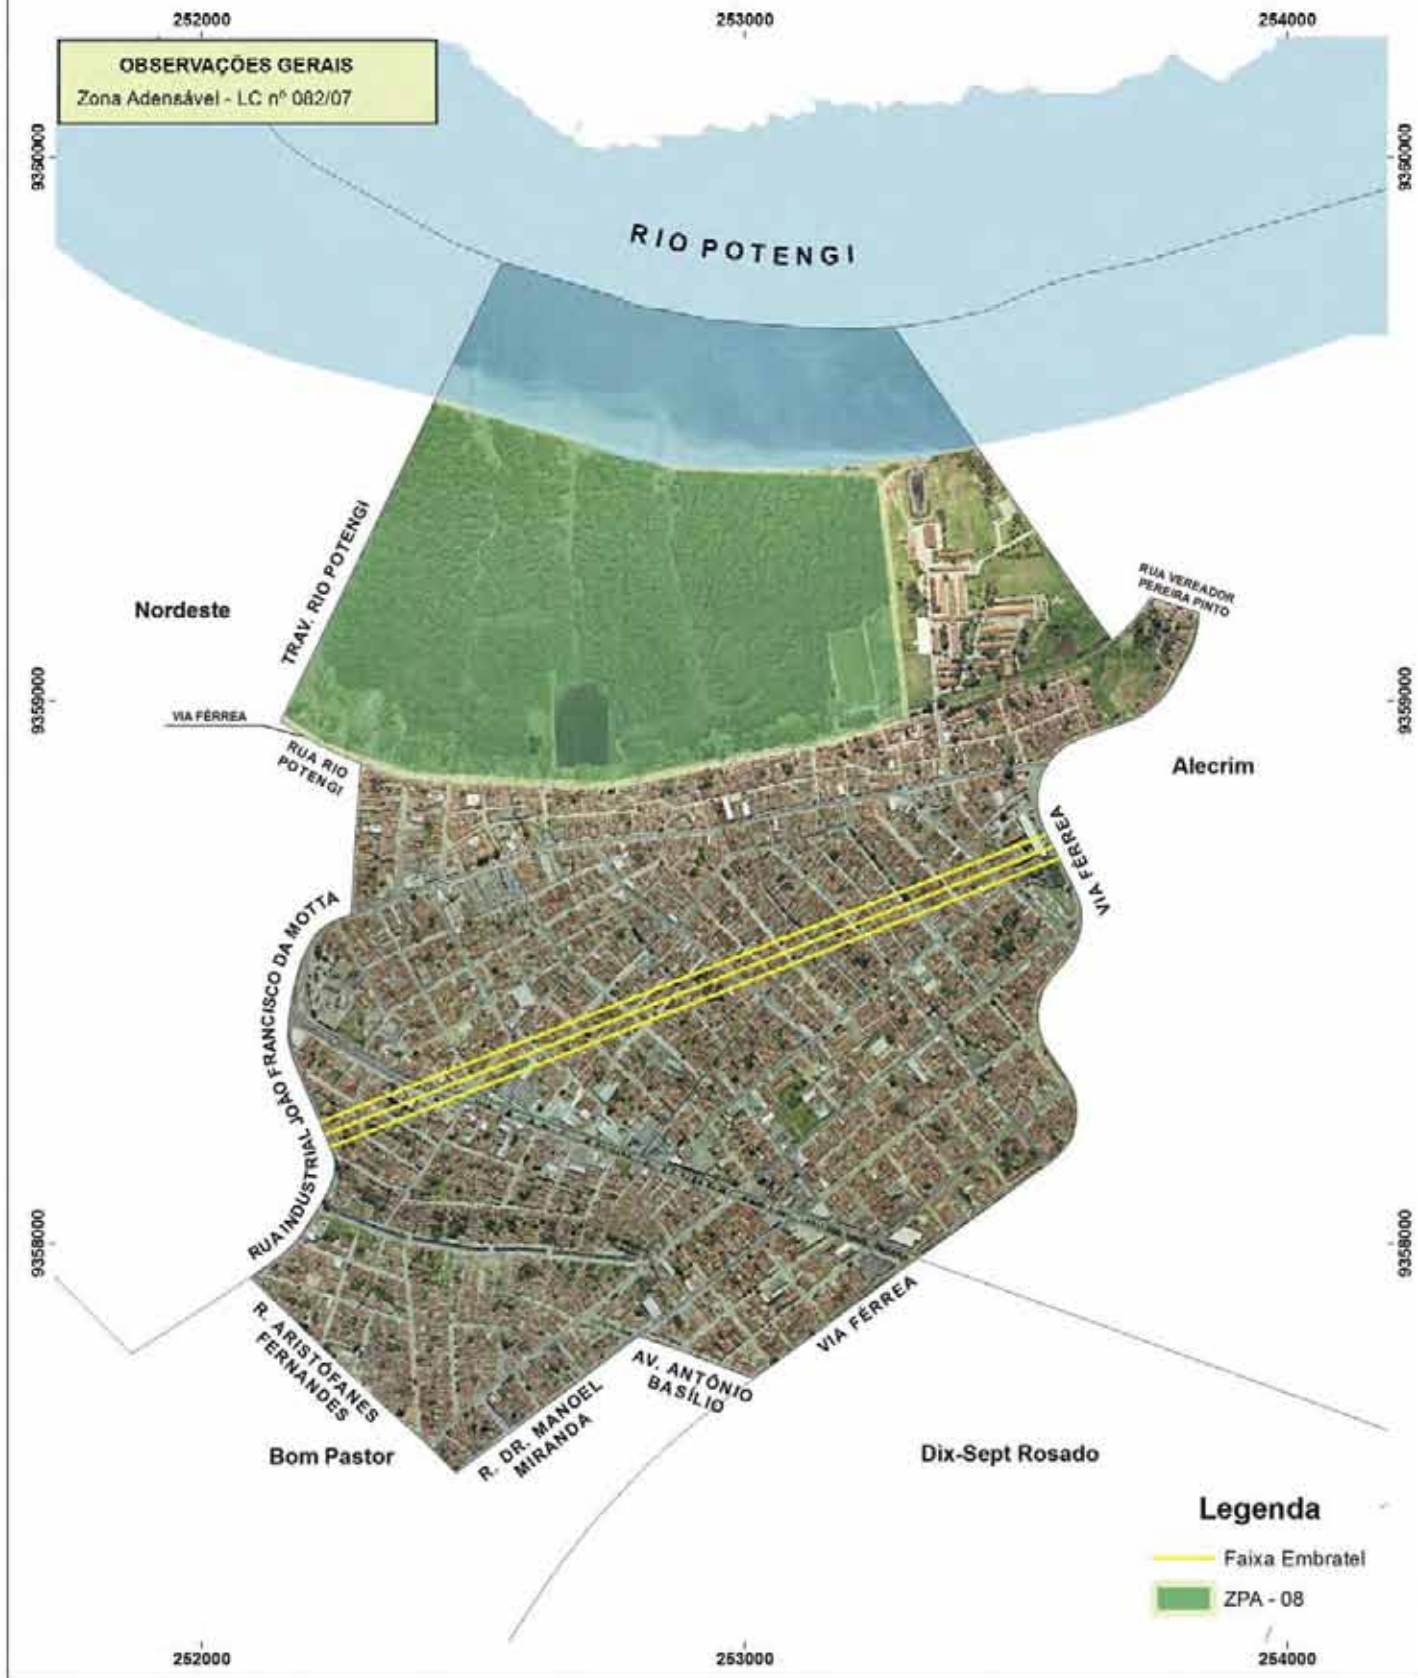 252000
253000
254000
OBSERVAÇÕES GERAIS
Zona Adensável - LC nº 082/07
9360000
9360000
RIO POTENGI
TRAV. RIO POTENGI
RUA VEREADOR
PEREIRA PINTO
Nordeste
9359000
9359000
VIA FÉRREA
RUA RIO
POTENGI
Alecrim
VIA FÉRREA
RUA INDUSTRIAL JOÃO FRANCISCO DA MOTTA
9358000
9358000
R. ARISTÓFANES
FERNANDES
VIA FÉRREA
AV. ANTÔNIO
BASÍLIO
R. DR. MANOEL
MIRANDA
Bom Pastor
Dix-Sept Rosado
Legenda
Faixa Embratel
ZPA - 08
252000
253000
254000